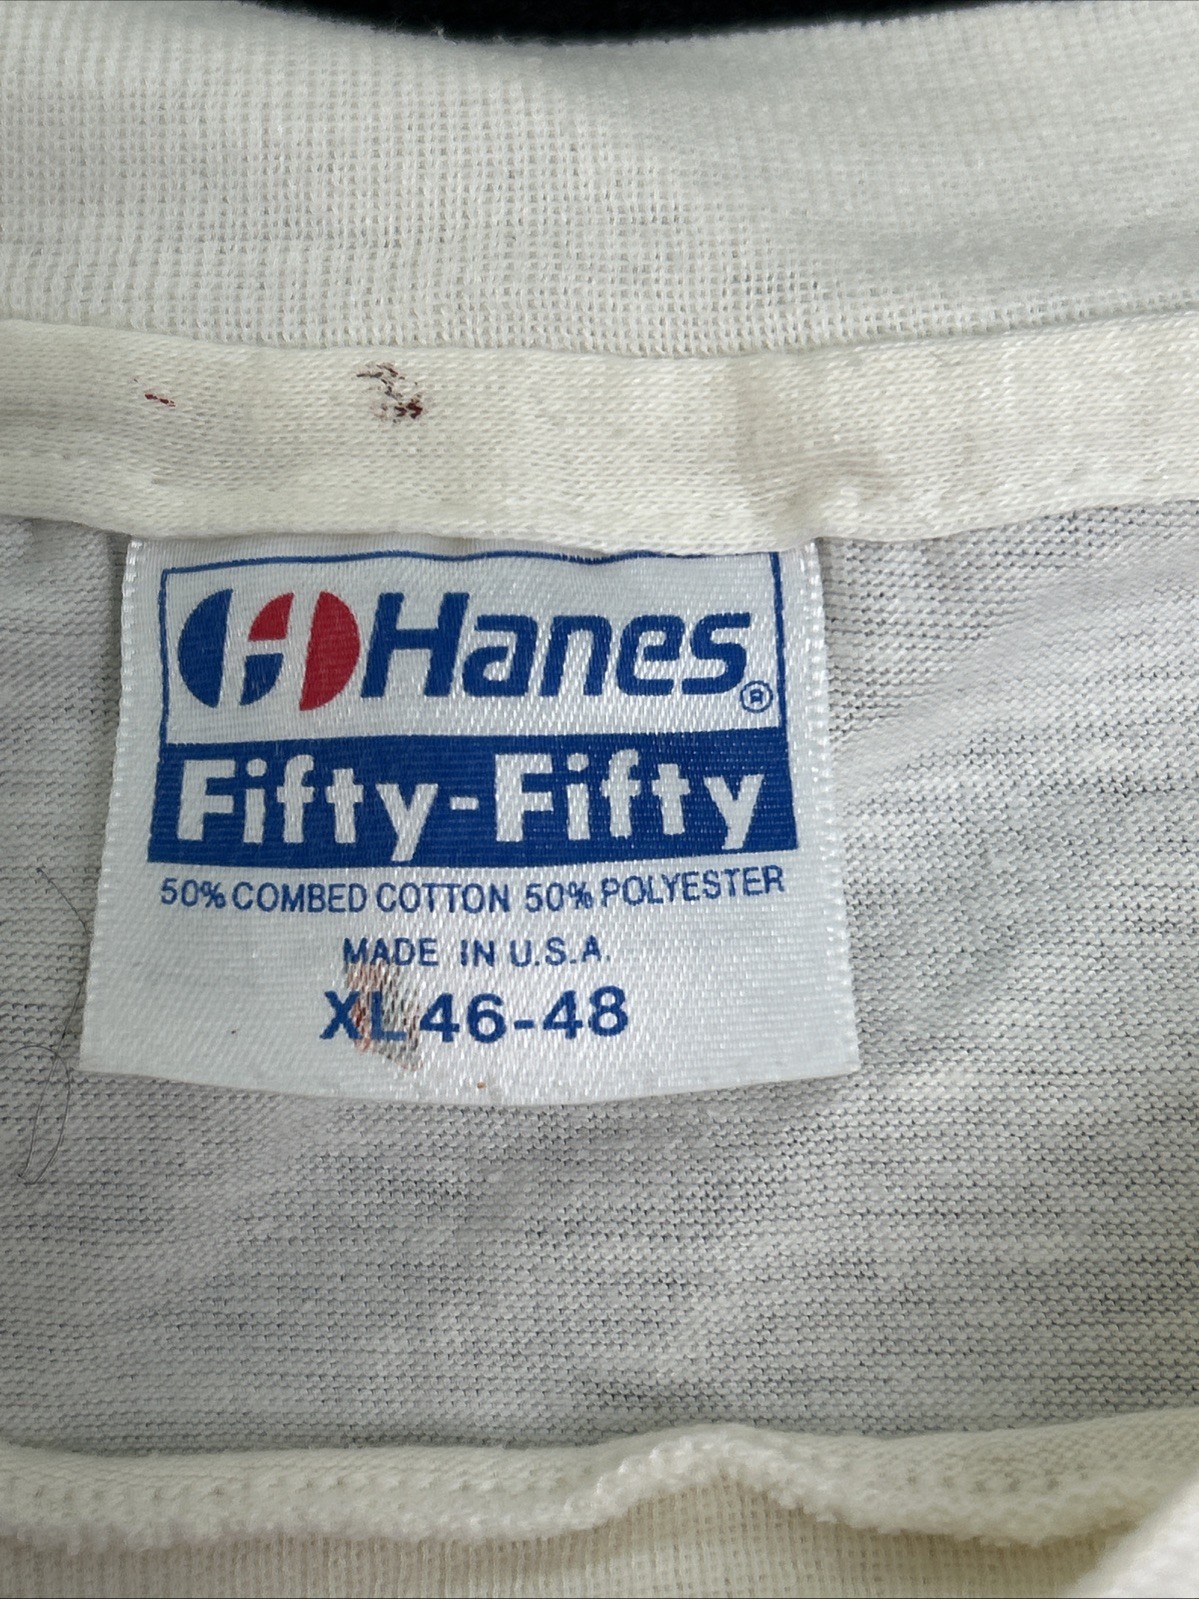 Hanes®
Fifty-Fifty
50% COMBED COTTON 50% POLYESTER
MADE IN U.S.A.
XL 46-48